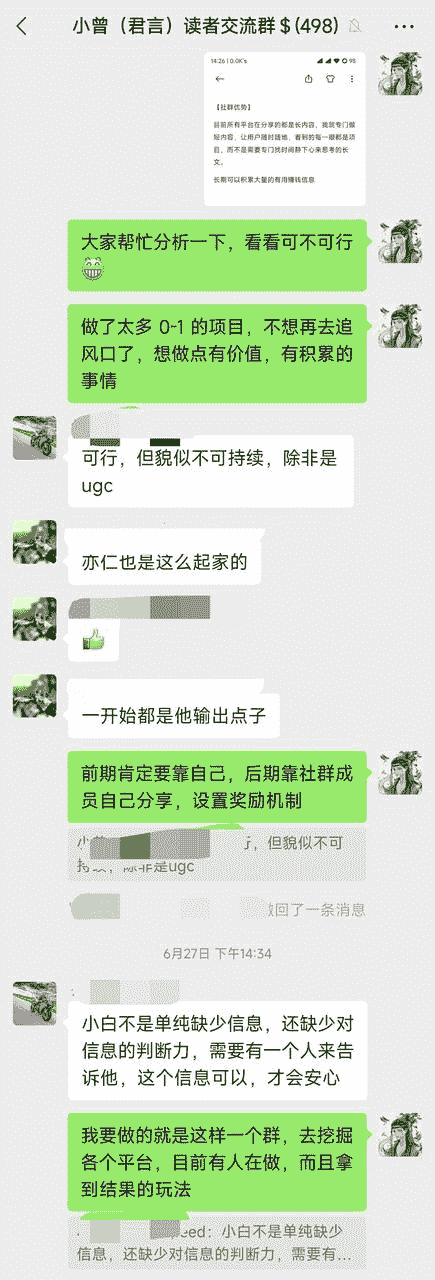 小曾（君言）读者交流群＄(498)
14:26 | 0.0K/s
98
【社群优势】
目前所有平台在分享的都是长内容，我就专门做
短内容，让用户随时随地，看到的每一眼都是项
目，而不是需要专门找时间静下心来思考的长
文。
长期可以积累大量的有用赚钱信息
大家帮忙分析一下，看看可不可行
做了太多 0-1 的项目，不想再去追
风口了，想做点有价值，有积累的
事情
可行，但貌似不可持续，除非是
ugc
亦仁也是这么起家的
一开始都是他输出点子
前期肯定要靠自己，后期靠社群成
员自己分享，设置奖励机制
，但貌似不可
除非是ugc
撤回了一条消息
6月27日 下午14:34
小白不是单纯缺少信息，还缺少对
信息的判断力，需要有一个人来告
诉他，这个信息可以，才会安心
我要做的就是这样一个群，去挖掘
各个平台，目前有人在做，而且拿
到结果的玩法
eed：小白不是单纯缺少
信息，还缺少对信息的判断力，需要有...